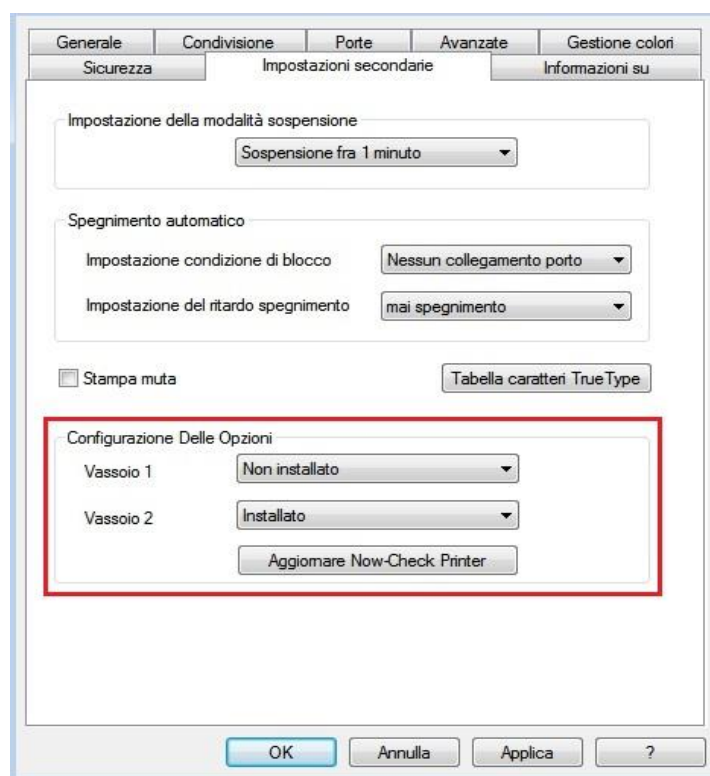 Generale Condivisione Porte Avanzate Gestione colori
Sicurezza Impostazioni secondarie Informazioni su
Impostazione della modalità sospensione
Sospensione fra 1 minuto
Spegnimento automatico
Impostazione condizione di blocco Nessun collegamento porto
Impostazione del ritardo spegnimento mai spegnimento
Stampa muta Tabella caratteri TrueType
Configurazione Delle Opzioni
Vassoio 1 Non installato
Vassoio 2 Installato
Aggiornare Now-Check Printer
OK Annulla Applica ?